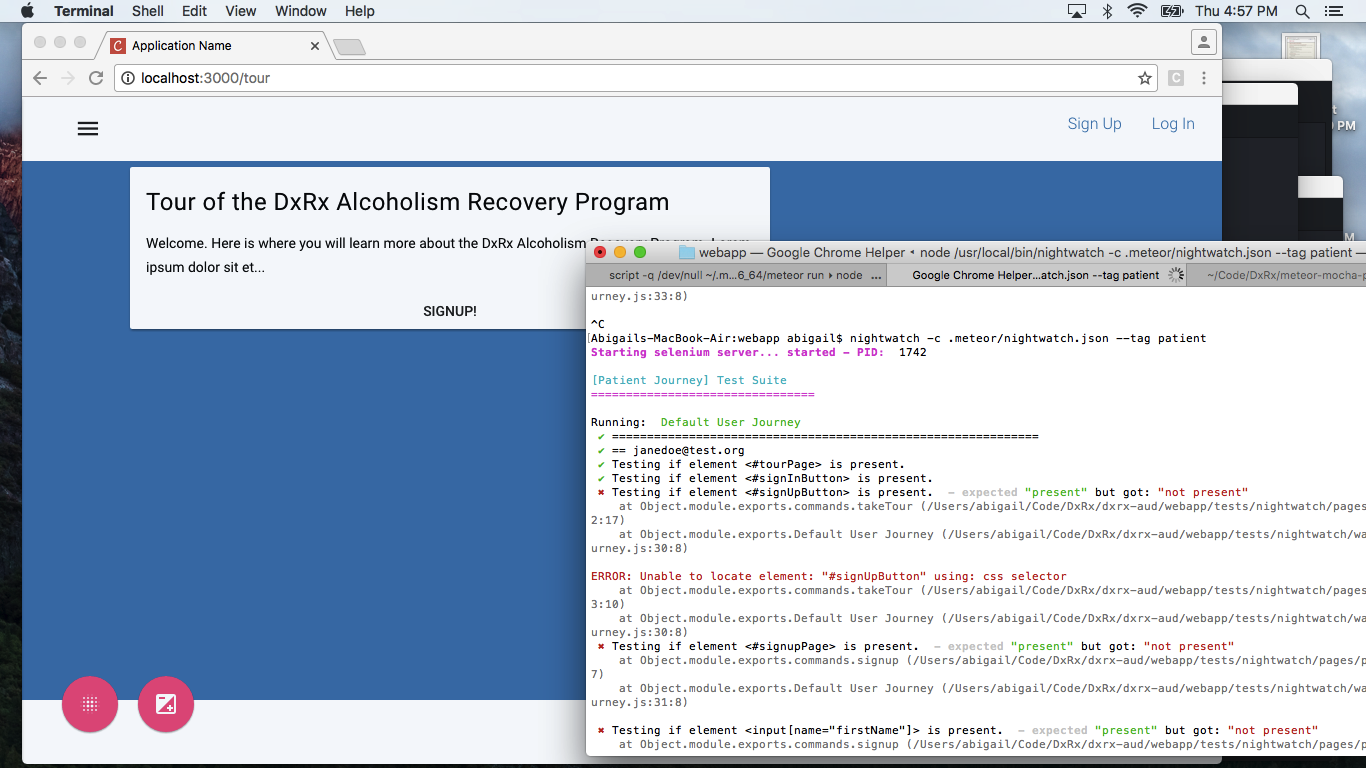 Terminal Shell Edit View Window Help Thu 4:57 PM
C Application Name
localhost:3000/tour C
Sign Up Log In
PM
Tour of the DxRx Alcoholism Recovery Program
Welcome. Here is where you will learn more about the DxRx Alcoholism
ipsum dolor sit et...
SIGNUP!
webapp — Google Chrome Helper ◂ node /usr/local/bin/nightwatch -c .meteor/nightwatch.json --tag patient —
script -q /dev/null ~/.m...6_64/meteor run ▸ node ... Google Chrome Helper...atch.json --tag patient ~/Code/DxRx/meteor-mocha-p
urney.js:33:8)
^C
[Abigails-MacBook-Air:webapp abigail$ nightwatch -c .meteor/nightwatch.json --tag patient
Starting selenium server... started - PID: 1742
[Patient Journey] Test Suite
================================
Running: Default User Journey
✔ =============================================================
✔ == janedoe@test.org
✔ Testing if element <#tourPage> is present.
✔ Testing if element <#signInButton> is present.
✖ Testing if element <#signUpButton> is present. - expected "present" but got: "not present"
at Object.module.exports.commands.takeTour (/Users/abigail/Code/DxRx/dxrx-aud/webapp/tests/nightwatch/pages
2:17)
at Object.module.exports.Default User Journey (/Users/abigail/Code/DxRx/dxrx-aud/webapp/tests/nightwatch/wa
urney.js:30:8)
ERROR: Unable to locate element: "#signUpButton" using: css selector
at Object.module.exports.commands.takeTour (/Users/abigail/Code/DxRx/dxrx-aud/webapp/tests/nightwatch/pages
3:10)
at Object.module.exports.Default User Journey (/Users/abigail/Code/DxRx/dxrx-aud/webapp/tests/nightwatch/wa
urney.js:30:8)
✖ Testing if element <#signupPage> is present. - expected "present" but got: "not present"
at Object.module.exports.commands.signup (/Users/abigail/Code/DxRx/dxrx-aud/webapp/tests/nightwatch/pages/p
7)
at Object.module.exports.Default User Journey (/Users/abigail/Code/DxRx/dxrx-aud/webapp/tests/nightwatch/wa
urney.js:31:8)
✖ Testing if element <input[name="firstName"]> is present. - expected "present" but got: "not present"
at Object.module.exports.commands.signup (/Users/abigail/Code/DxRx/dxrx-aud/webapp/tests/nightwatch/pages/p